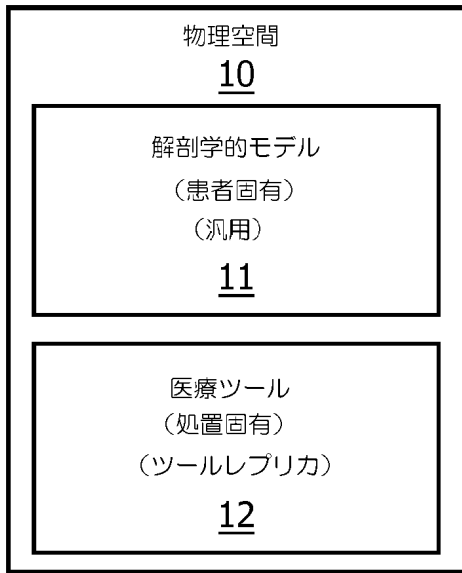 物理空間
10
解剖学的モデル
（患者固有）
（汎用）
11
医療ツール
（処置固有）
（ツールレプリカ）
12